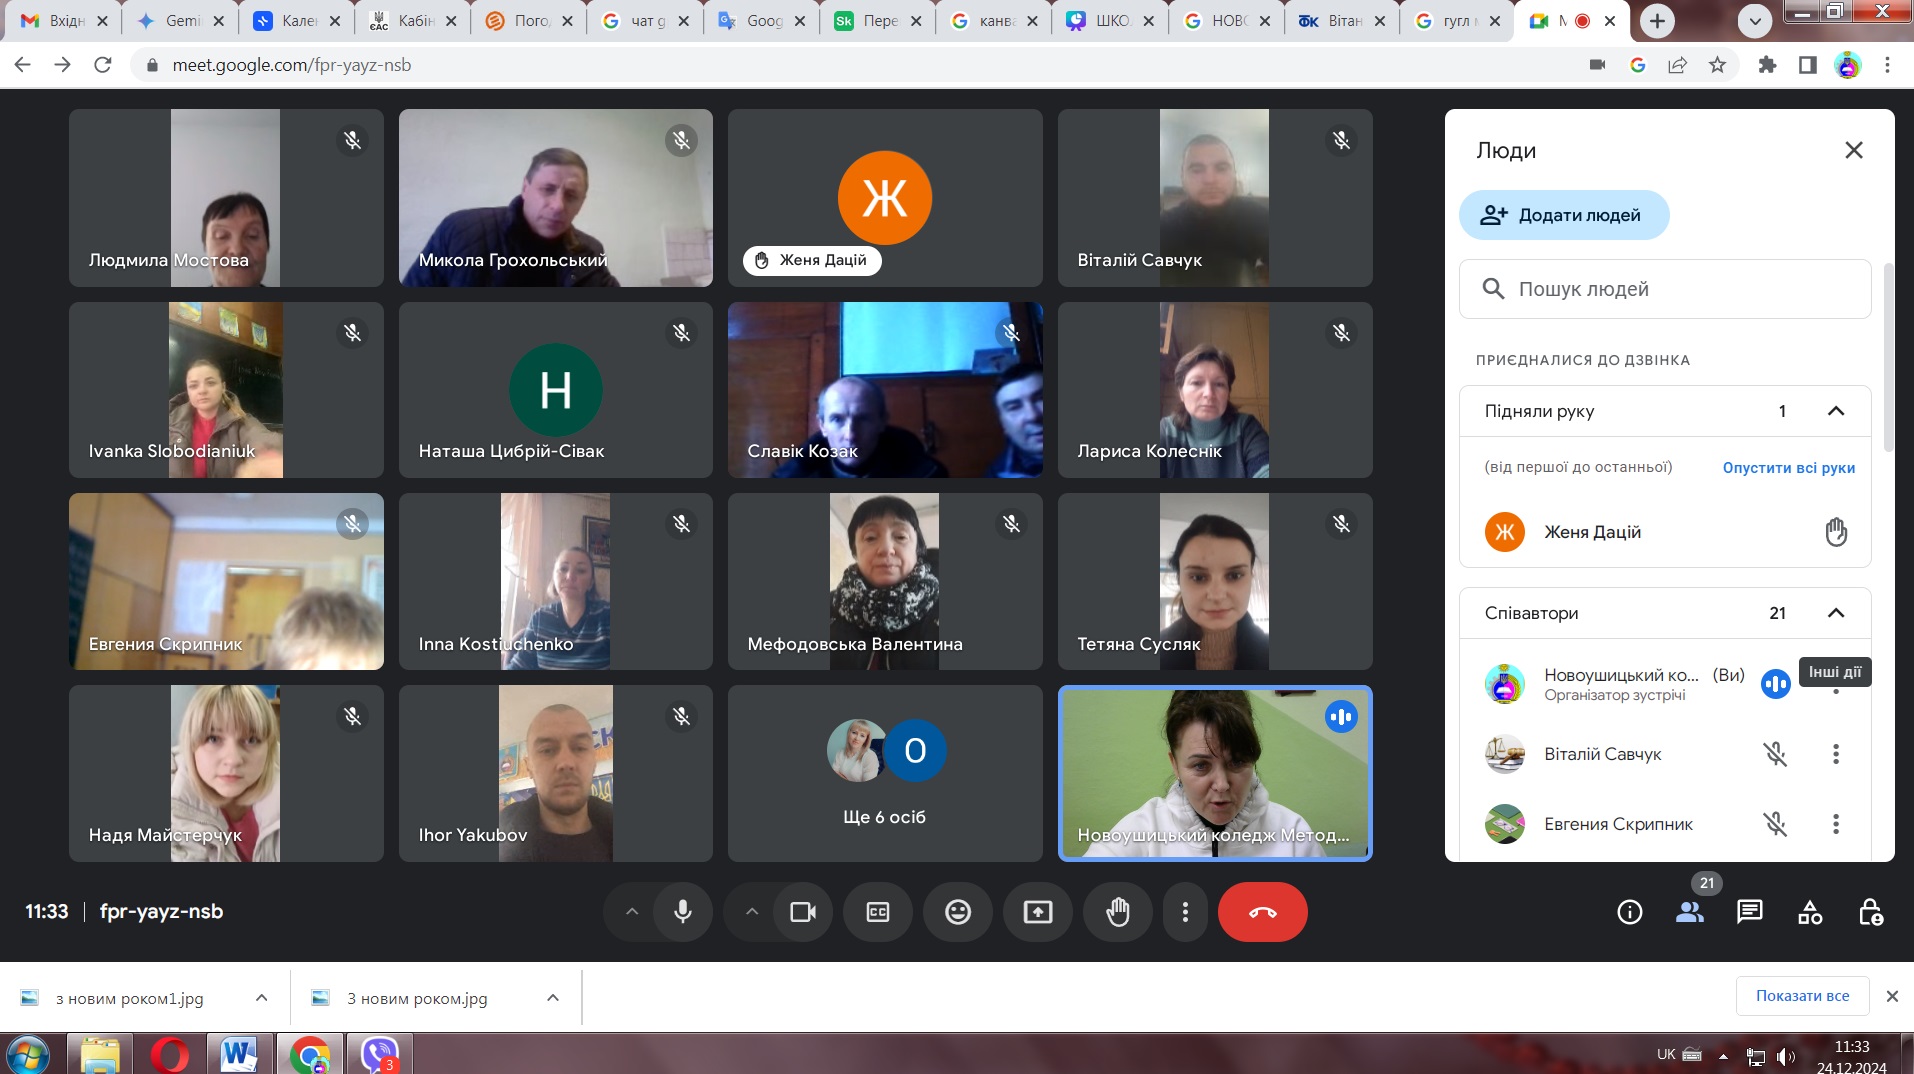 Вхідн
Gemi
Кален
Кабін
Пого
чат g
Goog
Пере
канва
ШКО
НОВО
Вітан
гугл м
M
meet.google.com/fpr-yayz-nsb
Людмила Мостова
Микола Грохольський
Ж
Женя Дацій
Віталій Савчук
Ivanka Slobodianiuk
Н
Наташа Цибрій-Сівак
Славік Козак
Лариса Колеснік
Евгения Скрипник
Inna Kostiuchenko
Мефодовська Валентина
Тетяна Сусляк
Надя Майстерчук
Ihor Yakubov
О
Ще 6 осіб
Новоушицький коледж Метод...
Люди
Додати людей
Пошук людей
ПРИЄДНАЛИСЯ ДО ДЗВІНКА
Підняли руку 1
(від першої до останньої) Опустити всі руки
Ж Женя Дацій
Співавтори 21
Новоушицький ко... (Ви)
Організатор зустрічі
Інші дії
Віталій Савчук
Евгения Скрипник
11:33 | fpr-yayz-nsb
21
з новим роком1.jpg
З новим роком.jpg
Показати все
3
UK
11:33
24.12.2024